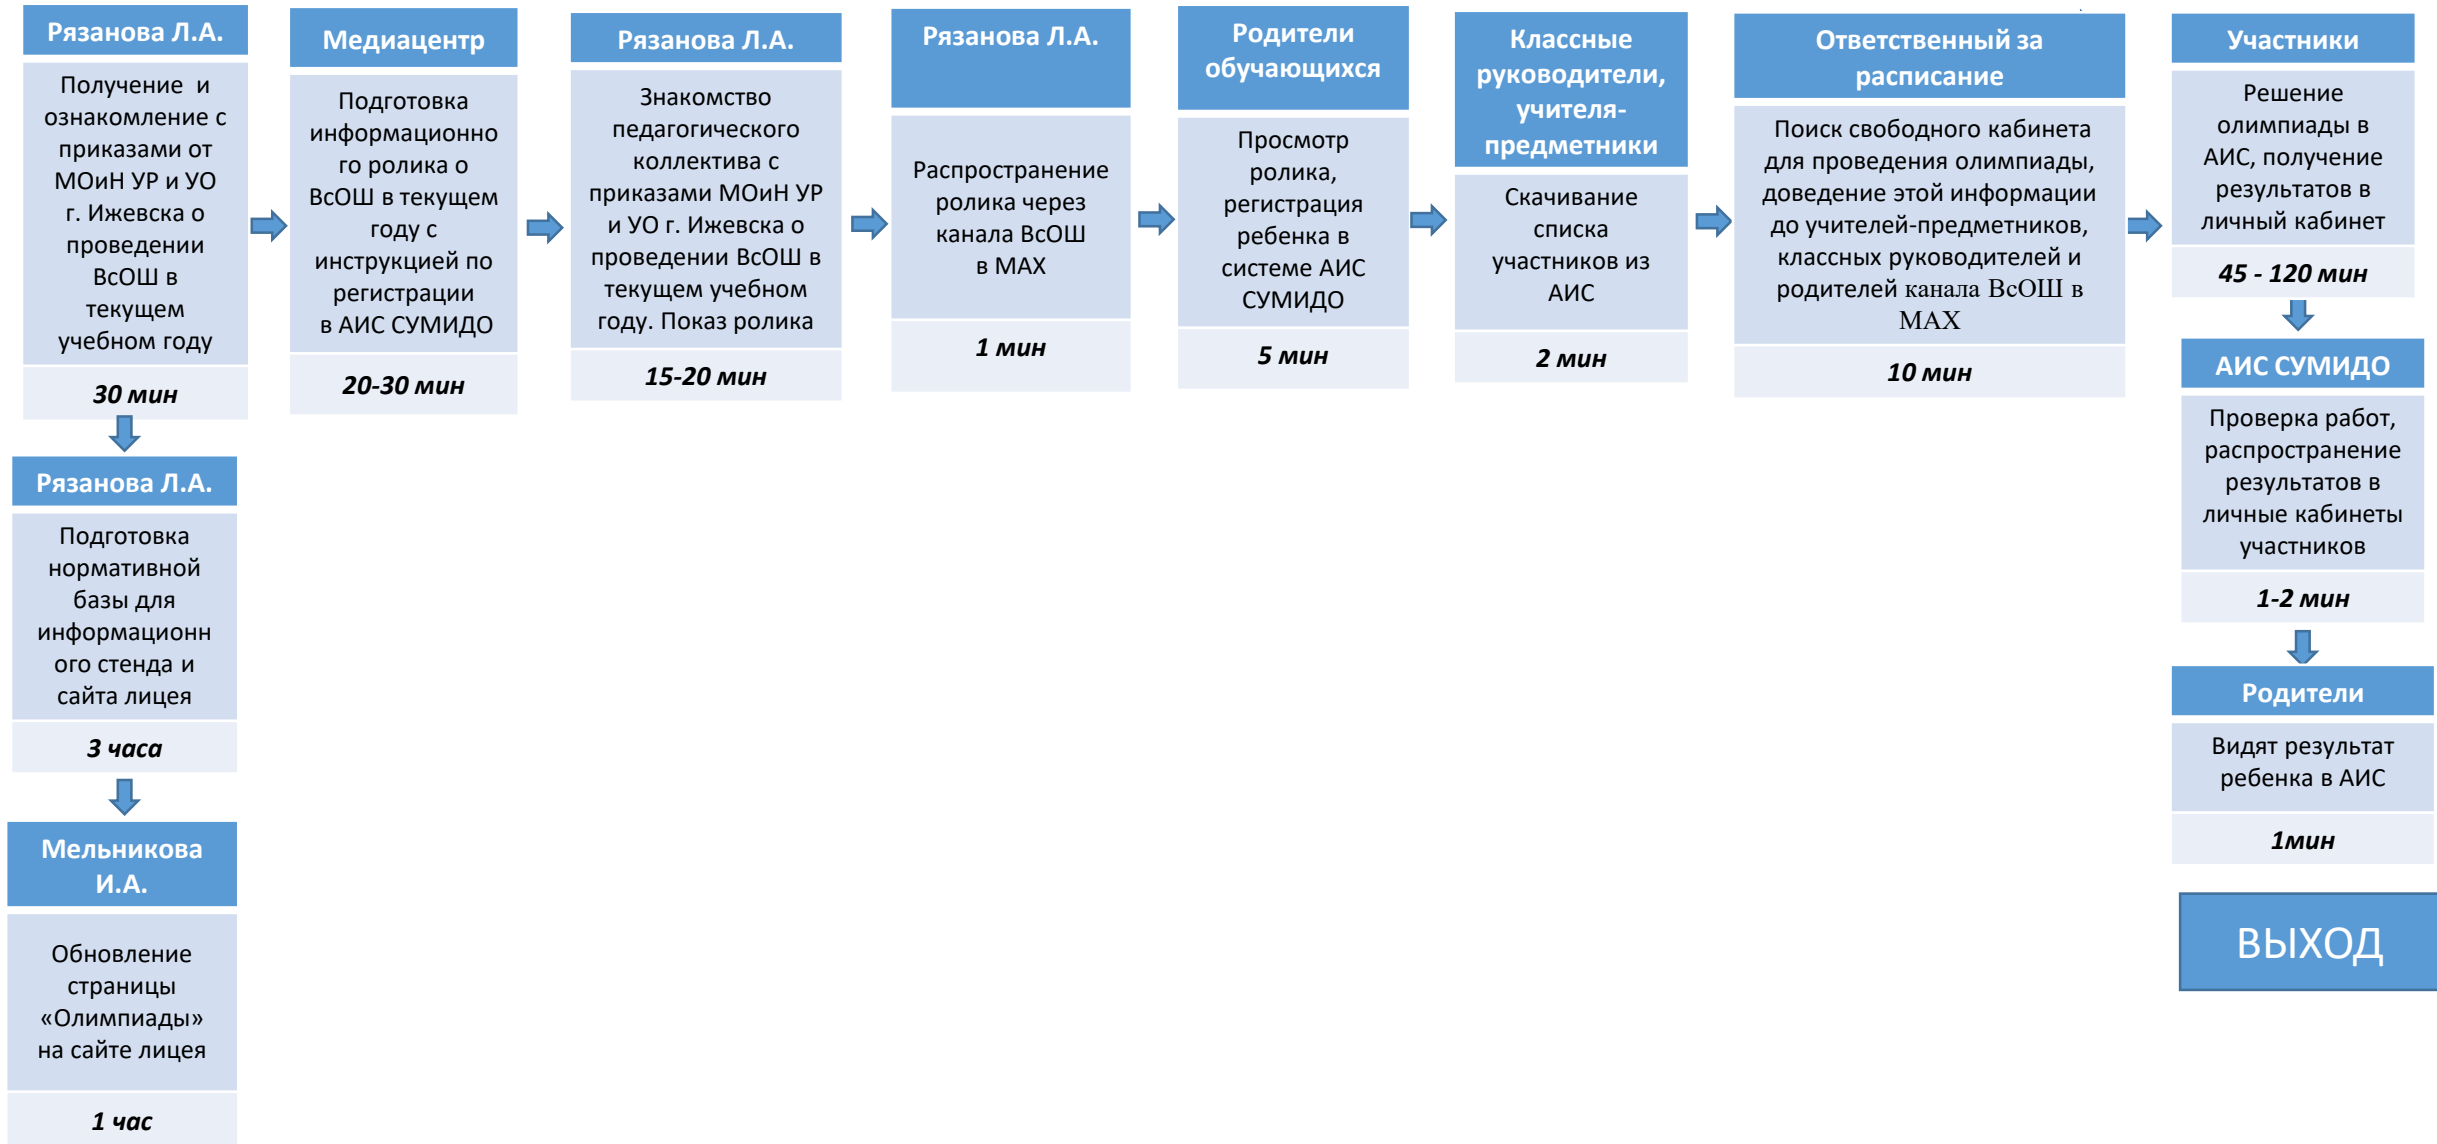 Рязанова Л.А.
Получение и
ознакомление с
приказами от
МОиН УР и УО
г. Ижевска о
проведении
ВсОШ в
текущем
учебном году
30 мин
Рязанова Л.А.
Подготовка
нормативной
базы для
информационн
ого стенда и
сайта лицея
3 часа
Мельникова
И.А.
Обновление
страницы
«Олимпиады»
на сайте лицея
1 час
Медиацентр
Подготовка
информационно
го ролика о
ВсОШ в текущем
году с
инструкцией по
регистрации
в АИС СУМИДО
20-30 мин
Рязанова Л.А.
Знакомство
педагогического
коллектива с
приказами МОиН УР
и УО г. Ижевска о
проведении ВсОШ в
текущем учебном
году. Показ ролика
15-20 мин
Рязанова Л.А.
Распространение
ролика через
канала ВсОШ
в МАХ
1 мин
Родители
обучающихся
Просмотр
ролика,
регистрация
ребенка в
системе АИС
СУМИДО
5 мин
Классные
руководители,
учителя-
предметники
Скачивание
списка
участников из
АИС
2 мин
Ответственный за
расписание
Поиск свободного кабинета
для проведения олимпиады,
доведение этой информации
до учителей-предметников,
классных руководителей и
родителей канала ВсОШ в
МАХ
10 мин
Участники
Решение
олимпиады в
АИС, получение
результатов в
личный кабинет
45 - 120 мин
АИС СУМИДО
Проверка работ,
распространение
результатов в
личные кабинеты
участников
1-2 мин
Родители
Видят результат
ребенка в АИС
1мин
ВЫХОД